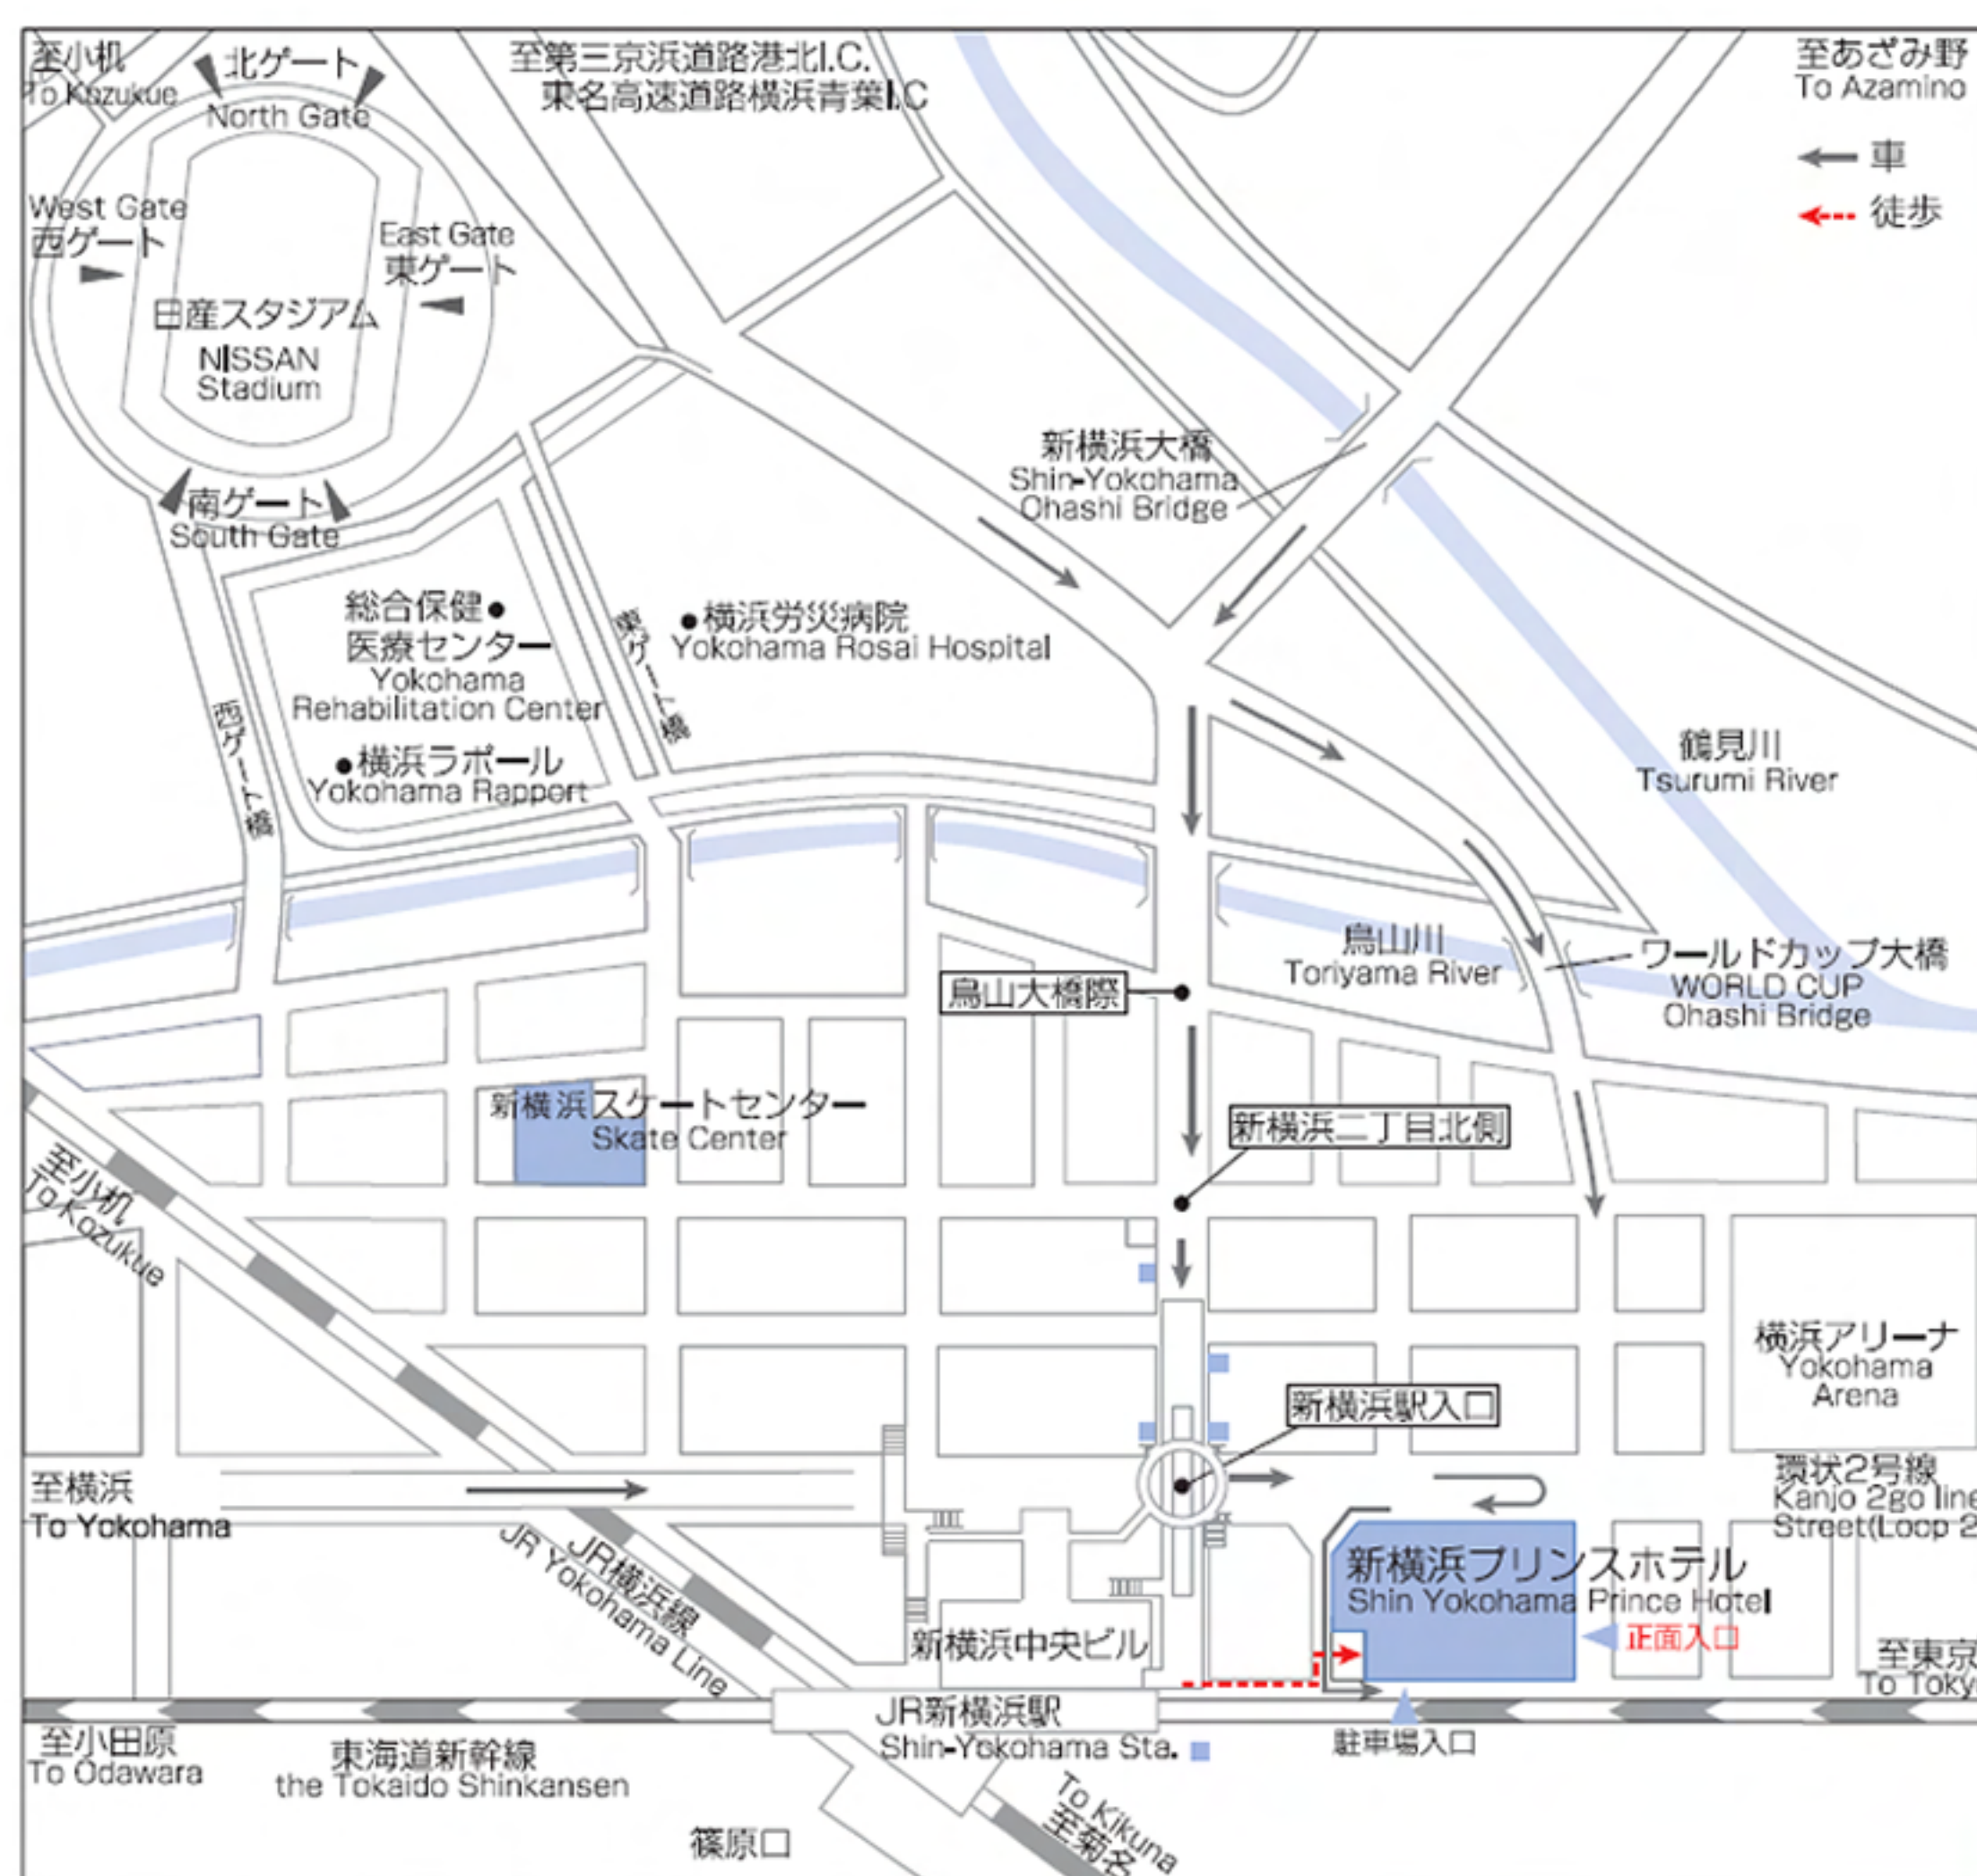 至小机
To Kozukue
北ゲート
North Gate
至第三京浜道路港北I.C.
東名高速道路横浜青葉I.C
至あざみ野
To Azamino
車
徒歩
West Gate
西ゲート
East Gate
東ゲート
日産スタジアム
NISSAN
Stadium
南ゲート
South Gate
新横浜大橋
Shin-Yokohama
Ohashi Bridge
総合保健
医療センター
Yokohama
Rehabilitation Center
横浜労災病院
Yokohama Rosai Hospital
東ゲート橋
西ゲート橋
横浜ラポール
Yokohama Rapport
鶴見川
Tsurumi River
鳥山川
Toriyama River
ワールドカップ大橋
WORLD CUP
Ohashi Bridge
鳥山大橋際
新横浜スケートセンター
Skate Center
新横浜二丁目北側
至小机
To Kozukue
横浜アリーナ
Yokohama
Arena
新横浜駅入口
至横浜
To Yokohama
環状2号線
Kanjo 2go line
Street(Loop 2
JR横浜線
JR Yokohama Line
新横浜プリンスホテル
Shin Yokohama Prince Hotel
正面入口
新横浜中央ビル
至東京
To Toky
JR新横浜駅
Shin-Yokohama Sta.
駐車場入口
至小田原
To Odawara
東海道新幹線
the Tokaido Shinkansen
To Kikuna
至菊名
篠原口